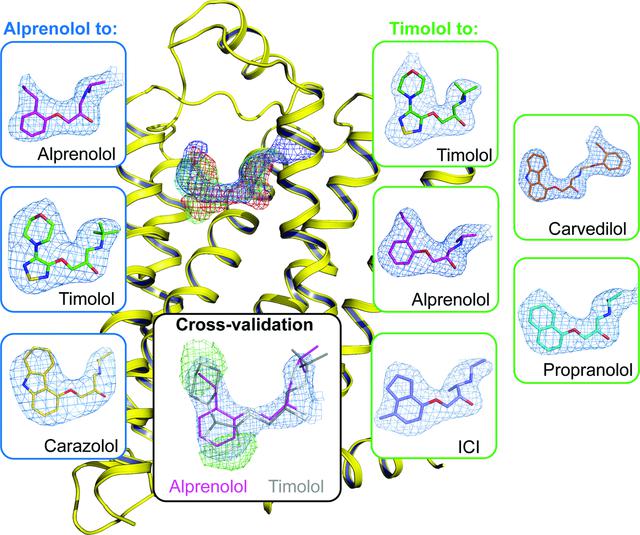 Alprenolol to:
Alprenolol
Timolol
Carazolol
Cross-validation
Alprenolol Timolol
Timolol to:
Timolol
Alprenolol
ICI
Carvedilol
Propranolol